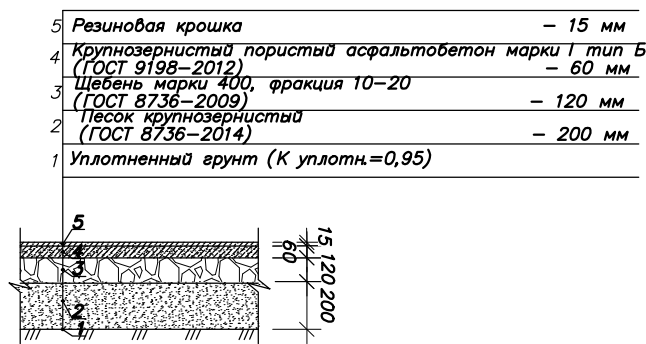 5 Резиновая крошка – 15 мм
4 Крупнозернистый пористый асфальтобетон марки I тип Б
(ГОСТ 9198–2012) – 60 мм
3 Щебень марки 400, фракция 10–20
(ГОСТ 8736–2009) – 120 мм
2 Песок крупнозернистый
(ГОСТ 8736–2014) – 200 мм
1 Уплотненный грунт (К уплотн.=0,95)
5
4
3
2
1
15
60
120
200